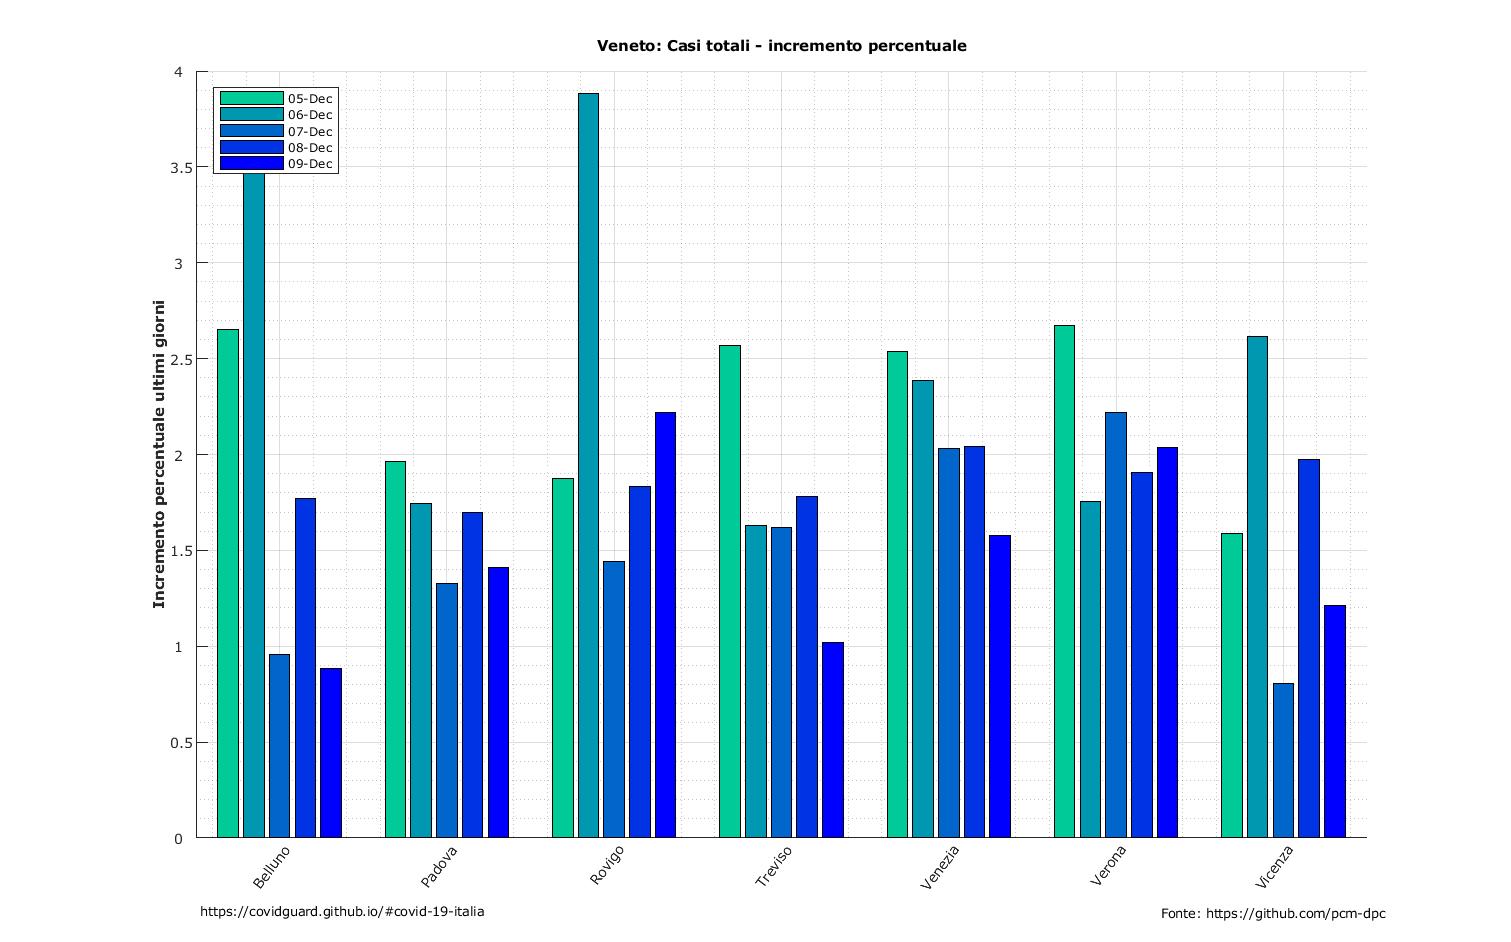 Veneto: Casi totali - incremento percentuale
Incremento percentuale ultimi giorni
4
3.5
3
2.5
2
1.5
1
0.5
0
05-Dec
06-Dec
07-Dec
08-Dec
09-Dec
Belluno
Padova
Rovigo
Treviso
Venezia
Verona
Vicenza
https://covidguard.github.io/#covid-19-italia
Fonte: https://github.com/pcm-dpc